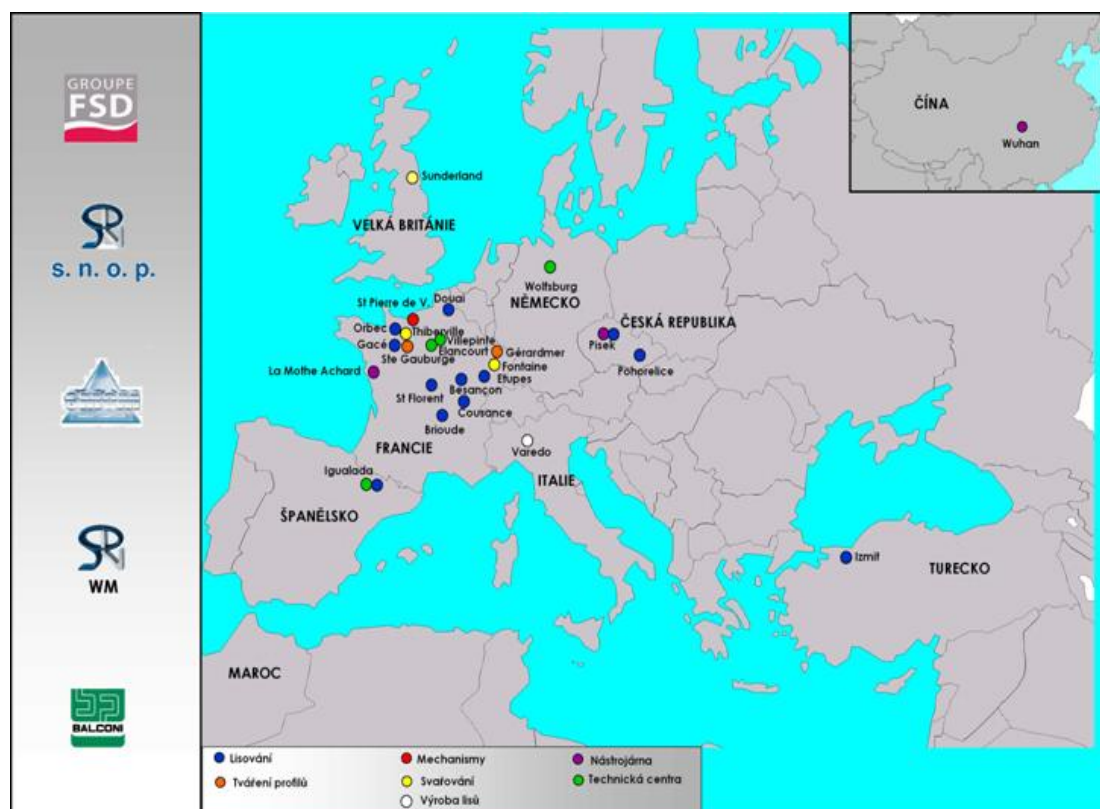 GROUPE
FSD
s. n. o. p.
WM
BALCONI
ČÍNA
Wuhan
Sunderland
VELKÁ BRITÁNIE
Wolfsburg
NĚMECKO
St Pierre de V.
Douai
Orbec
Thiberville
Villepinte
Gacé
Elancourt
Ste Gauburge
Gérardmer
ČESKÁ REPUBLIKA
Pisek
Pohorelice
La Mothe Achard
Fontaine
Etupes
Besançon
St Florent
Cousance
Brioude
FRANCIE
Varedo
ITALIE
Igualada
ŠPANĚLSKO
Izmit
TURECKO
MAROC
Lisování
Mechanismy
Nástrojárna
Tváření profilů
Svařování
Technická centra
Výroba lisů